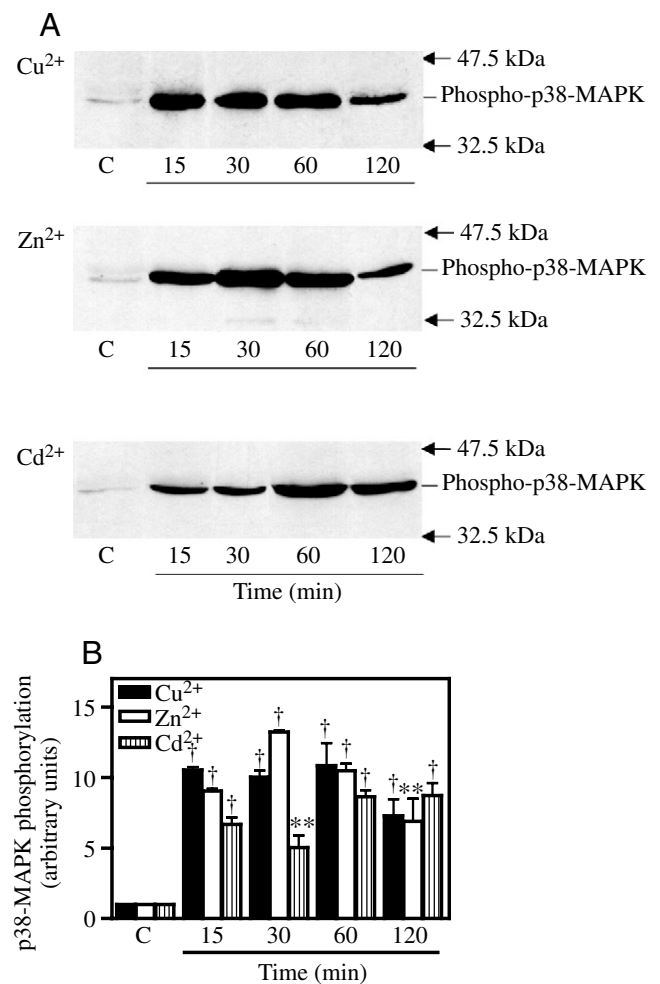 A
Cu²⁺
47.5 kDa
Phospho-p38-MAPK
32.5 kDa
C 15 30 60 120
Zn²⁺
47.5 kDa
Phospho-p38-MAPK
32.5 kDa
C 15 30 60 120
Cd²⁺
47.5 kDa
Phospho-p38-MAPK
32.5 kDa
C 15 30 60 120
Time (min)
B
p38-MAPK phosphorylation
(arbitrary units)
15
10
5
0
Cu²⁺
Zn²⁺
Cd²⁺
† † †
† † **
† † †
† ** †
C 15 30 60 120
Time (min)